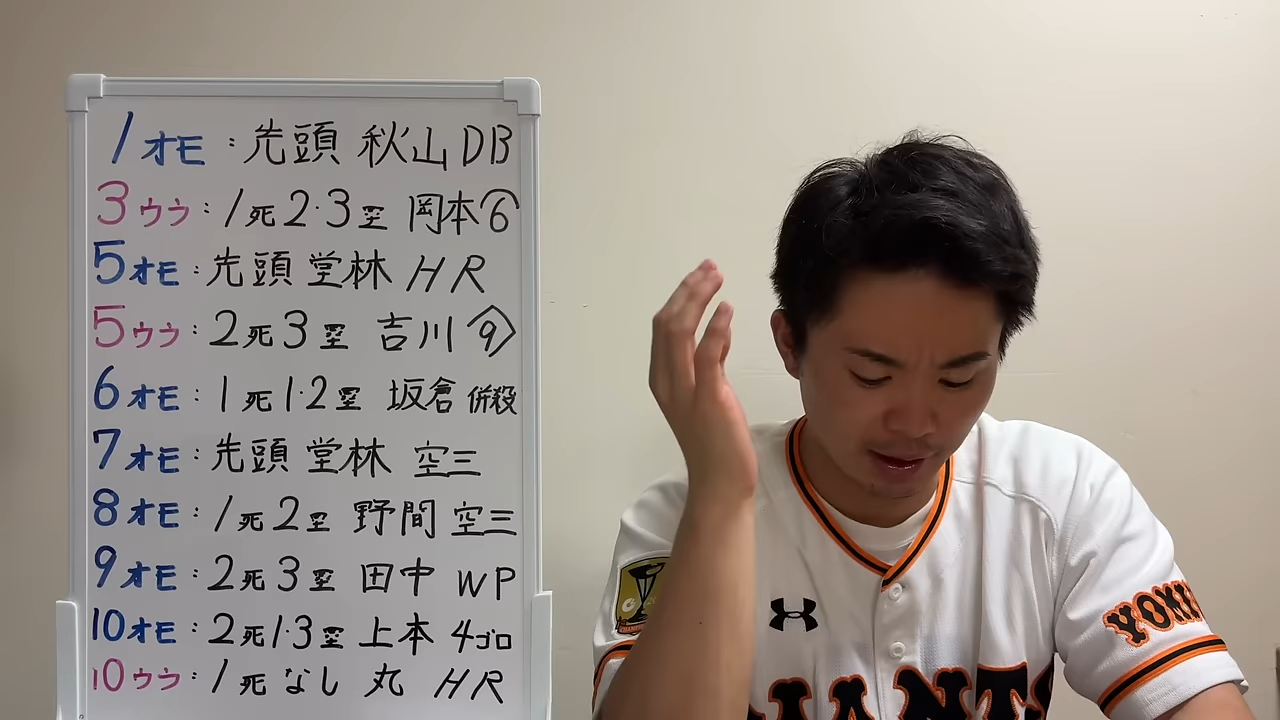 1オモ:先頭 秋山 DB
3ウラ:1死2・3塁 岡本⑥
5オモ:先頭 堂林 HR
5ウラ:2死3塁 吉川 9
6オモ:1死1・2塁 坂倉 併殺
7オモ:先頭 堂林 空三
8オモ:1死2塁 野間 空三
9オモ:2死3塁 田中 WP
10オモ:2死1・3塁 上本 4ゴロ
10ウラ:1死なし 丸 HR
GIANTS